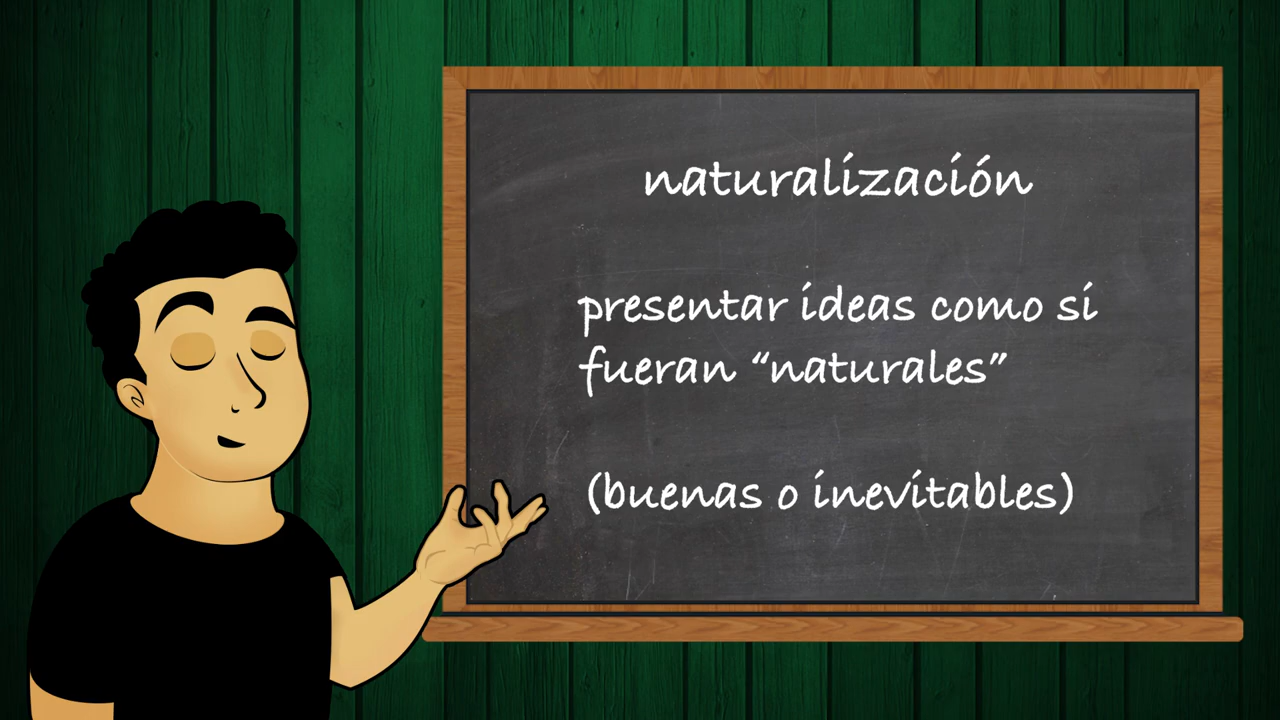 naturalización
presentar ideas como si
fueran “naturales”
(buenas o inevitables)